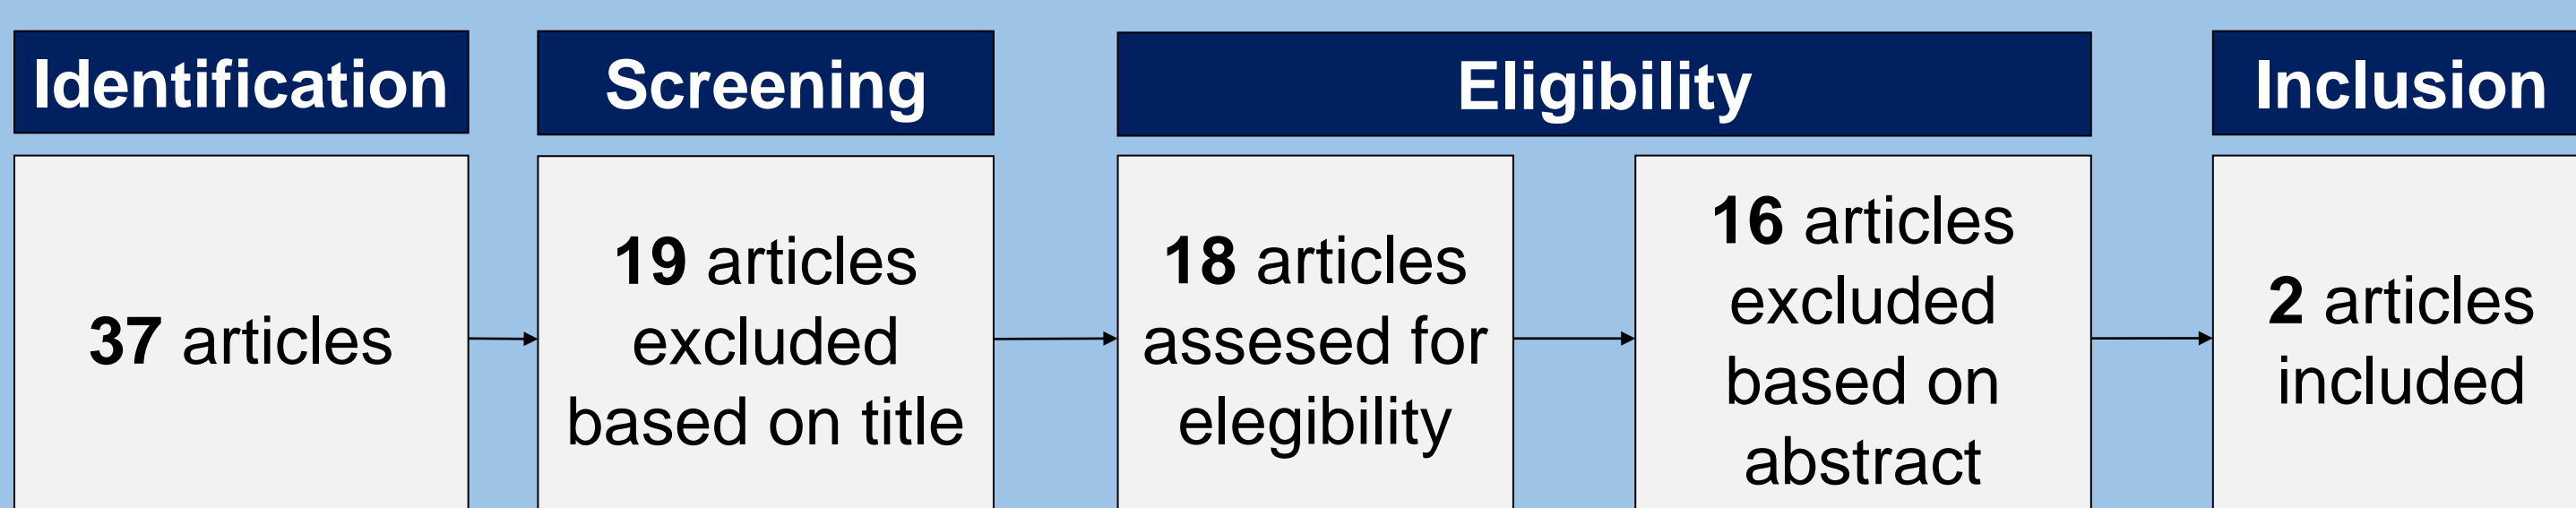 Identification
Screening
Eligibility
Inclusion
37 articles
19 articles
excluded
based on title
18 articles
assesed for
elegibility
16 articles
excluded
based on
abstract
2 articles
included